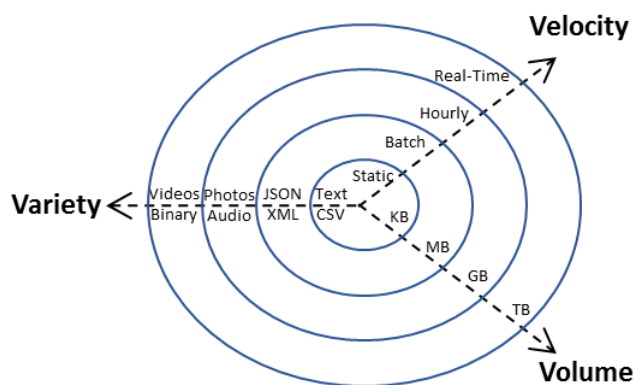 Velocity
Real-Time
Hourly
Batch
Static
Variety
Videos Photos JSON Text
Binary Audio XML CSV
KB
MB
GB
TB
Volume